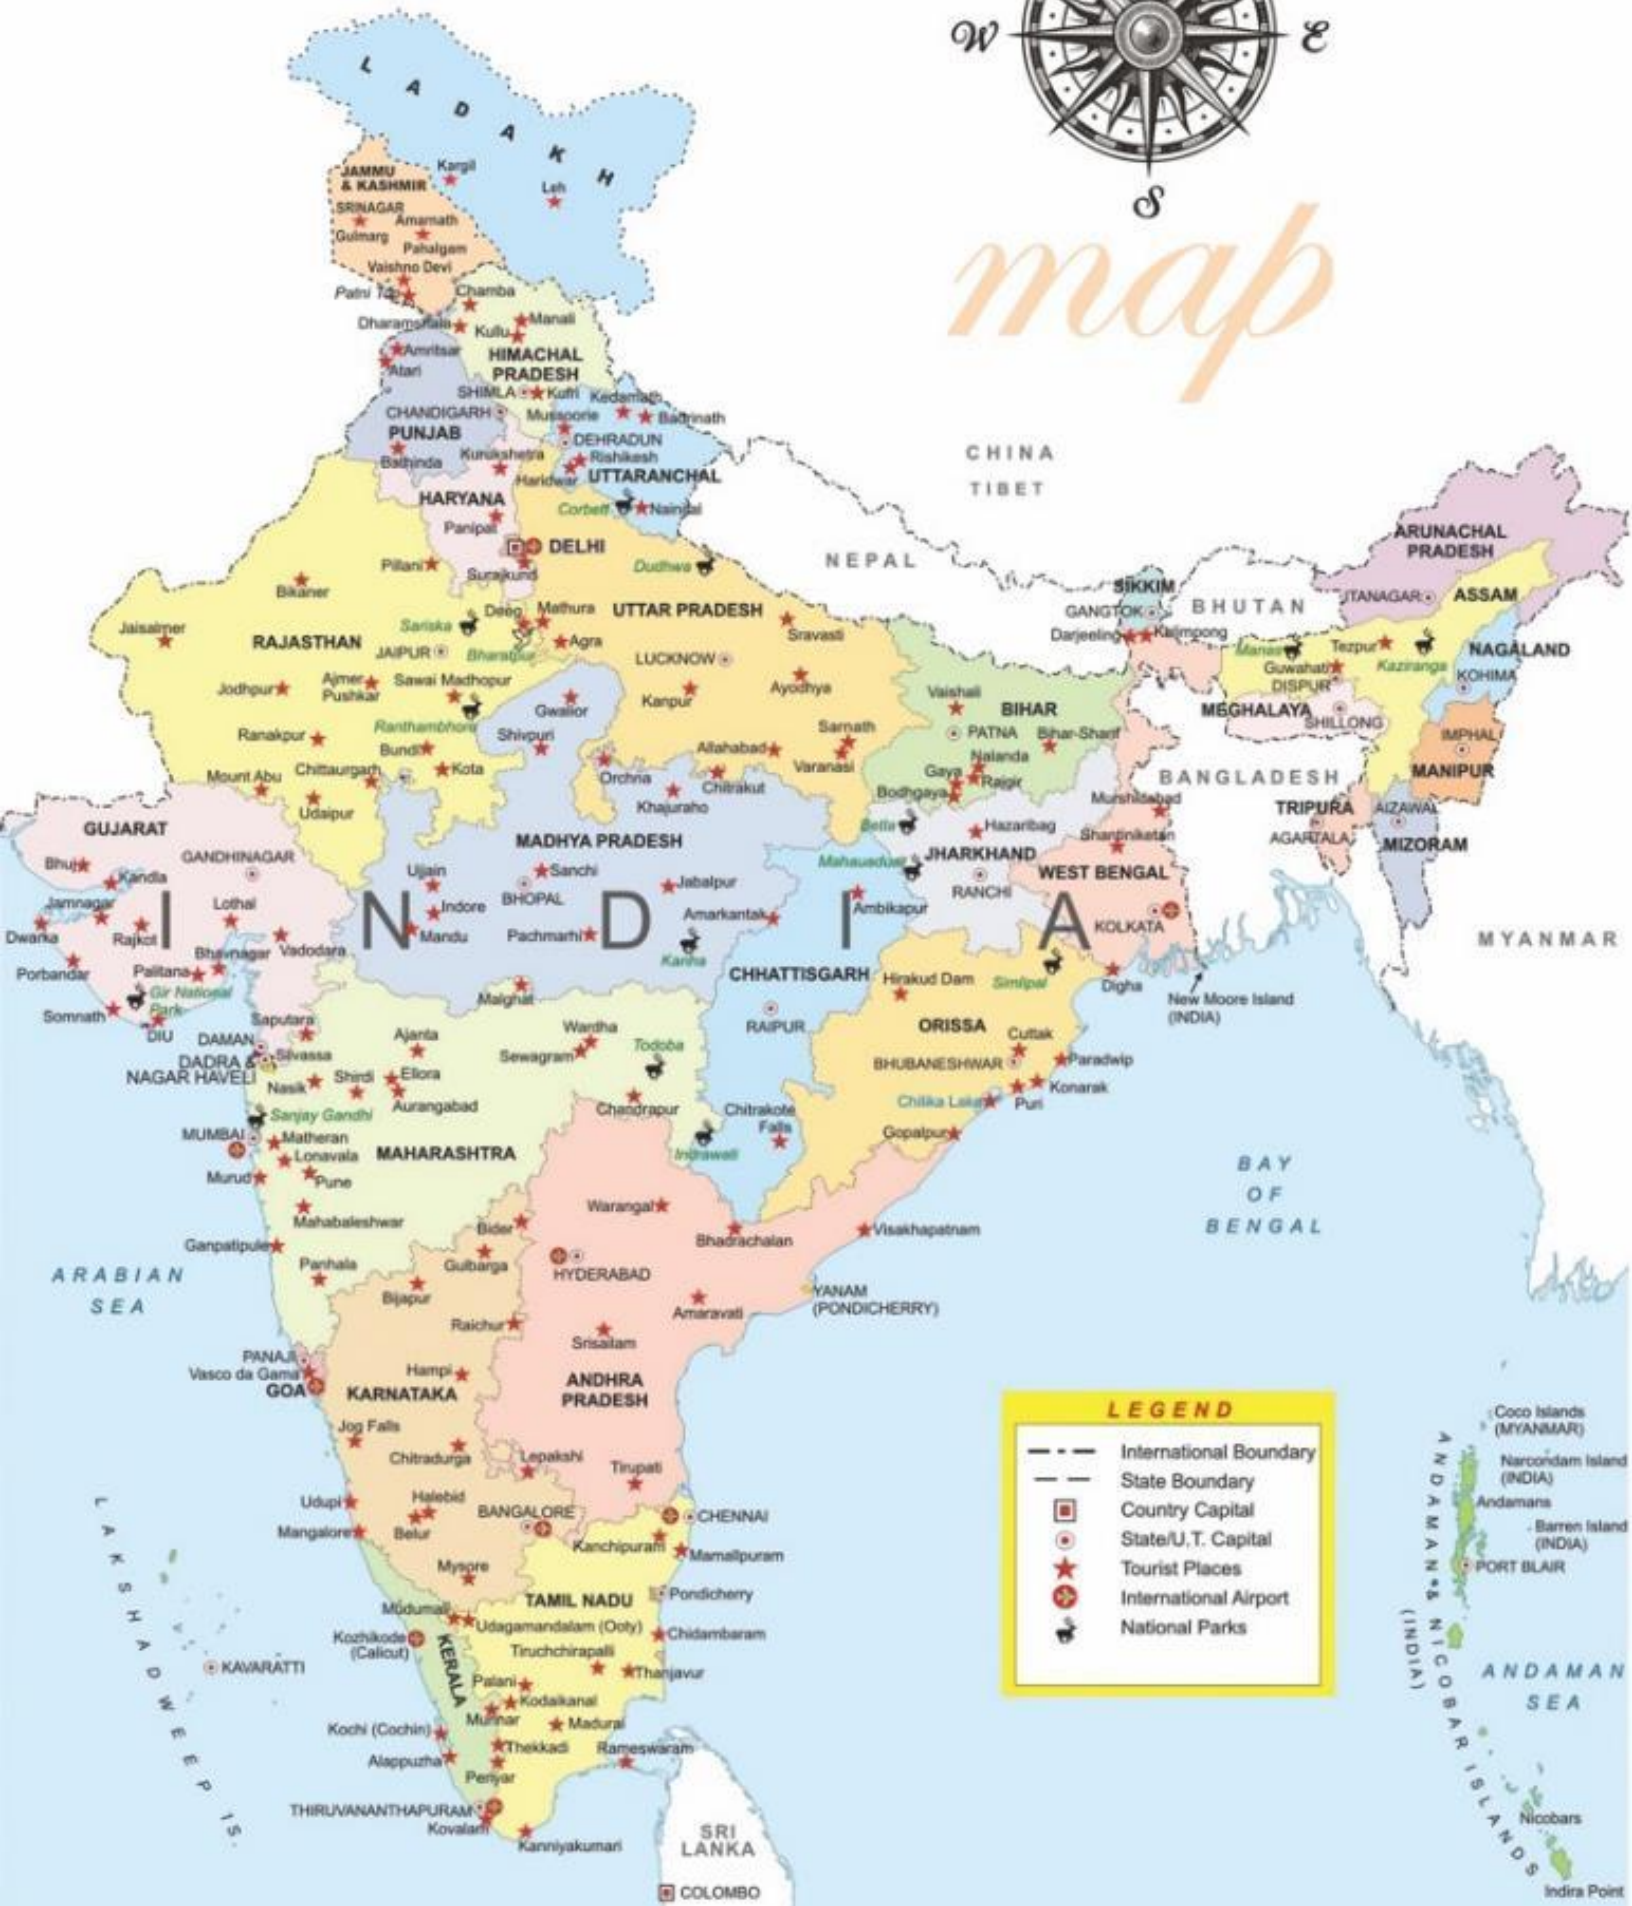 W
E
S
map
L A D A K H
Kargil
Leh
JAMMU
& KASHMIR
SRINAGAR
Amarnath
Gulmarg
Pahalgam
Vaishno Devi
Chamba
Dharamshala
Kullu
Manali
Amritsar
Atari
HIMACHAL
PRADESH
SHIMLA
Kufri
Kedarnath
CHANDIGARH
Mussoorie
Badrinath
PUNJAB
DEHRADUN
Bathinda
Kurukshetra
Rishikesh
Haridwar
UTTARANCHAL
HARYANA
Corbett
Nainital
Panipat
DELHI
Pillani
Surajkund
Dudhwa
CHINA
TIBET
NEPAL
ARUNACHAL
PRADESH
SIKKIM
GANGTOK
BHUTAN
ITANAGAR
ASSAM
Darjeeling
Kalimpong
Manas
Tezpur
Kaziranga
NAGALAND
Guwahati
DISPUR
KOHIMA
MEGHALAYA
SHILLONG
IMPHAL
MANIPUR
BANGLADESH
TRIPURA
AIZAWAL
AGARTALA
MIZORAM
MYANMAR
Bikaner
Deeg
Mathura
UTTAR PRADESH
Sravasti
Jaisalmer
RAJASTHAN
Sariska
JAIPUR
Bharatpur
Agra
LUCKNOW
Jodhpur
Ajmer
Pushkar
Sawai Madhopur
Kanpur
Ayodhya
Ranthambhore
Gwalior
Ranakpur
Bundi
Shivpuri
Sarnath
Allahabad
Varanasi
Mount Abu
Chittaurgarh
Kota
Orchha
Chitrakut
Udaipur
Khajuraho
Vaishali
BIHAR
PATNA
Bihar-Sharif
Nalanda
Gaya
Rajgir
Bodhgaya
Betla
Hazaribag
Murshidabad
Shantiniketan
JHARKHAND
WEST BENGAL
RANCHI
KOLKATA
GUJARAT
GANDHINAGAR
MADHYA PRADESH
Bhuj
Kandla
Ujjain
Sanchi
BHOPAL
Jabalpur
Jamnagar
Lothal
Indore
Amarkantak
Ambikapur
I N D I A
Dwarka
Rajkot
Mandu
Pachmarhi
Bhavnagar
Vadodara
Kanha
Porbandar
Palitana
CHHATTISGARH
Hirakud Dam
Simlipal
Digha
New Moore Island
(INDIA)
Gir National
Park
Malghat
Somnath
DIU
Saputara
RAIPUR
ORISSA
DAMAN
Ajanta
Wardha
Cuttak
DADRA &
NAGAR HAVELI
Silvassa
Sewagram
Todoba
BHUBANESHWAR
Paradwip
Nasik
Shirdi
Ellora
Aurangabad
Konarak
Chilika Lake
Puri
Sanjay Gandhi
Chandrapur
Chitrakote
Falls
Gopalpur
MUMBAI
Matheran
Lonavala
MAHARASHTRA
Indrawati
Murud
Pune
Mahabaleshwar
Warangal
Bider
Bhadrachalan
Visakhapatnam
Ganpatipule
Panhala
Gulbarga
HYDERABAD
BAY
OF
BENGAL
ARABIAN
SEA
Bijapur
YANAM
(PONDICHERRY)
Raichur
Amaravati
Srisailam
PANAJI
Vasco da Gama
GOA
Hampi
KARNATAKA
ANDHRA
PRADESH
Jog Falls
Chitradurga
Lepakshi
Tirupati
Udupi
Halebid
BANGALORE
CHENNAI
Mangalore
Belur
Kanchipuram
Mamallpuram
Mysore
TAMIL NADU
Pondicherry
Mudumali
Udagamandalam (Ooty)
Chidambaram
Kozhikode
(Calicut)
KERALA
Tiruchchirapalli
Thanjavur
Palani
Kodaikanal
Munnar
Madurai
Kochi (Cochin)
Thekkadi
Rameswaram
Alappuzha
Periyar
THIRUVANANTHAPURAM
Kovalam
Kanniyakumari
SRI
LANKA
COLOMBO
LAKSHADWEEP IS.
KAVARATTI
LEGEND
International Boundary
State Boundary
Country Capital
State/U.T. Capital
Tourist Places
International Airport
National Parks
Coco Islands
(MYANMAR)
Narcondam Island
(INDIA)
Andamans
Barren Island
(INDIA)
PORT BLAIR
ANDAMAN & NICOBAR ISLANDS
(INDIA)
ANDAMAN
SEA
Nicobars
Indira Point